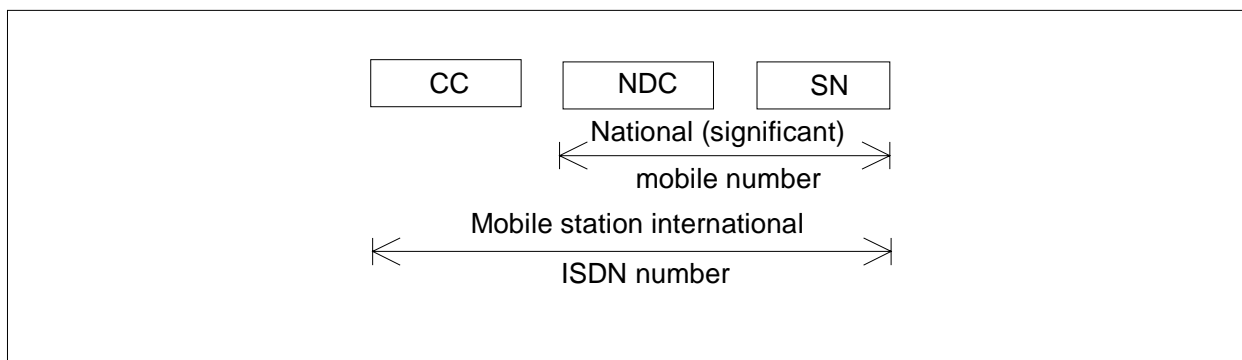 CC NDC SN
National (significant)
mobile number
Mobile station international
ISDN number